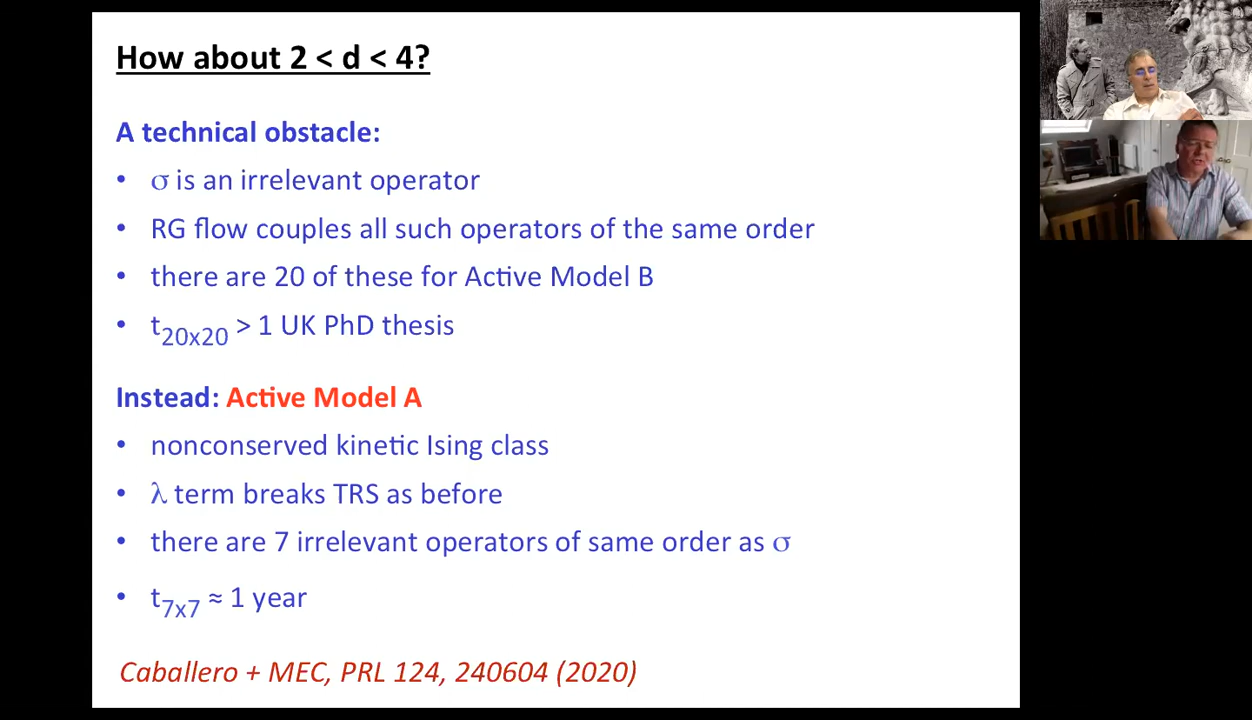 How about 2 < d < 4?
A technical obstacle:
• σ is an irrelevant operator
• RG flow couples all such operators of the same order
• there are 20 of these for Active Model B
• t20x20 > 1 UK PhD thesis
Instead: Active Model A
• nonconserved kinetic Ising class
• λ term breaks TRS as before
• there are 7 irrelevant operators of same order as σ
• t7x7 ≈ 1 year
Caballero + MEC, PRL 124, 240604 (2020)